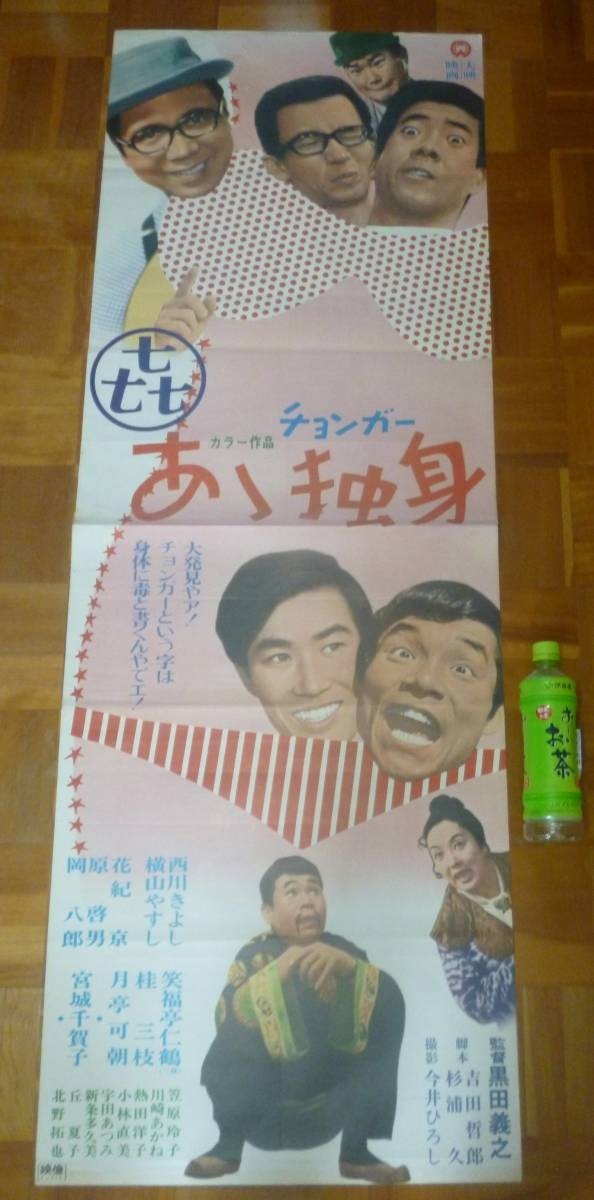 大映
映画
㐂
チョンガー
カラー作品
あゝ独身
大発見やア!
チョンガーという字は
身体に毒と書くんやてエ!
西川きよし
横山やすし
花紀京
原啓男
岡八郎
笑福亭仁鶴
桂三枝
月亭可朝
宮城千賀子
笠原玲子
川崎あかね
熱田洋子
小林直美
宇田あつみ
新条多久美
丘夏子
北野拓也
監督 黒田義之
脚本 吉田哲郎
杉浦久
撮影 今井ひろし
映倫
お~い
お茶